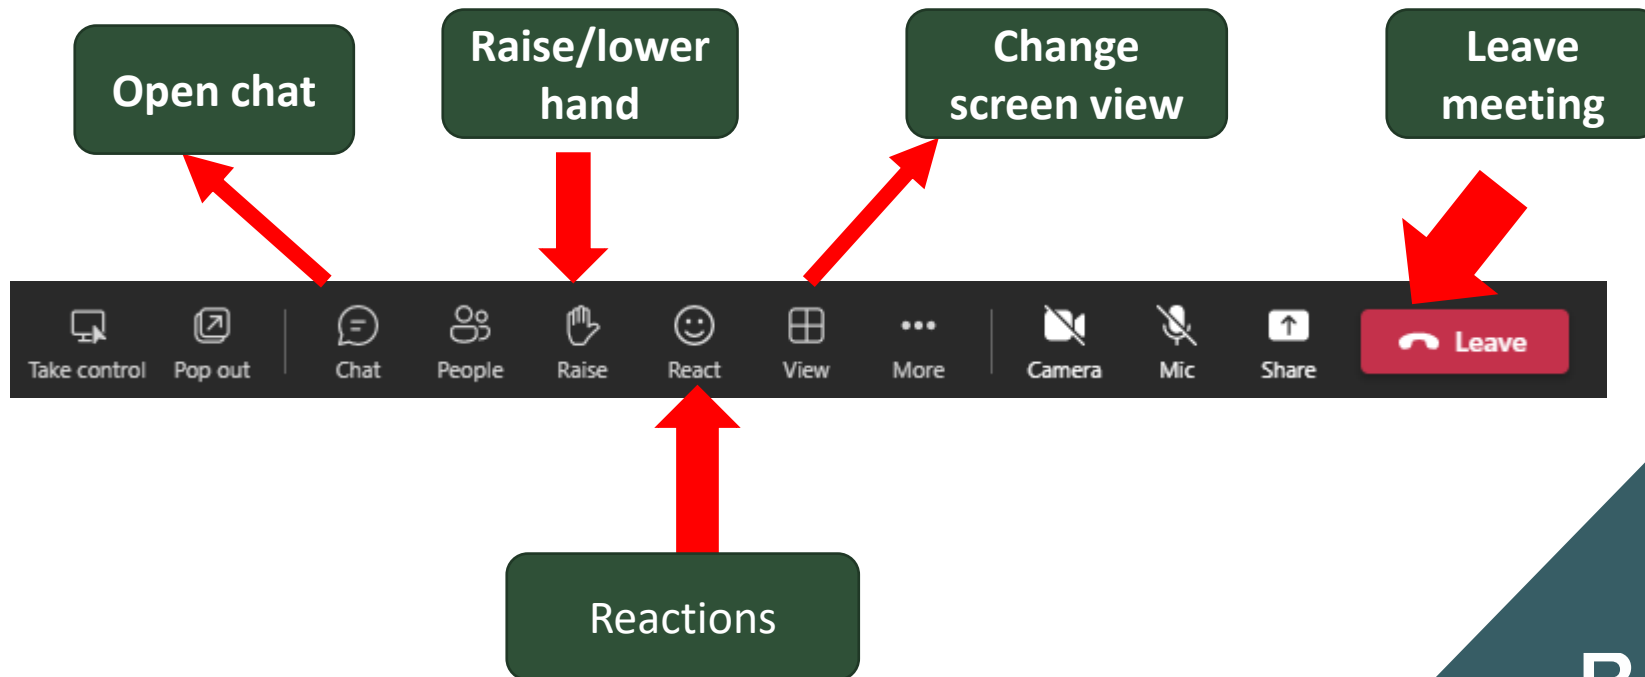 Open chat
Raise/lower
hand
Change
screen view
Leave
meeting
Take control
Pop out
Chat
People
Raise
React
View
More
Camera
Mic
Share
Leave
Reactions